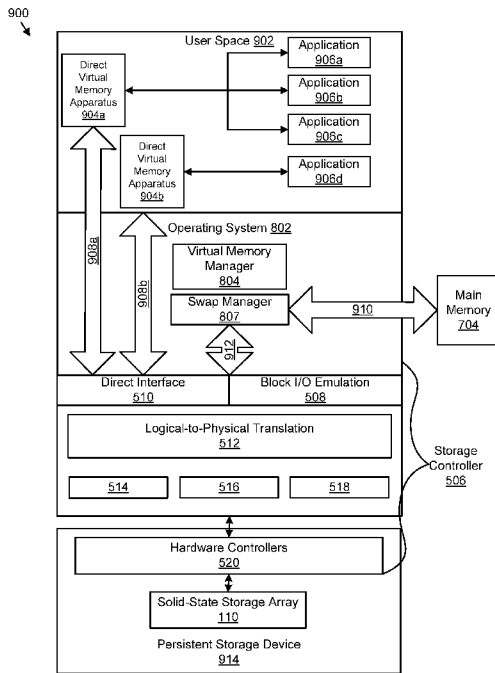 900
User Space 902
Direct
Virtual
Memory
Apparatus
904a
Application
906a
Application
906b
Application
906c
Direct
Virtual
Memory
Apparatus
904b
Application
906d
908a
908b
Operating System 802
Virtual Memory
Manager
804
Swap Manager
807
910
Main
Memory
704
912
Direct Interface
510
Block I/O Emulation
508
Logical-to-Physical Translation
512
514
516
518
Storage
Controller
506
Hardware Controllers
520
Solid-State Storage Array
110
Persistent Storage Device
914